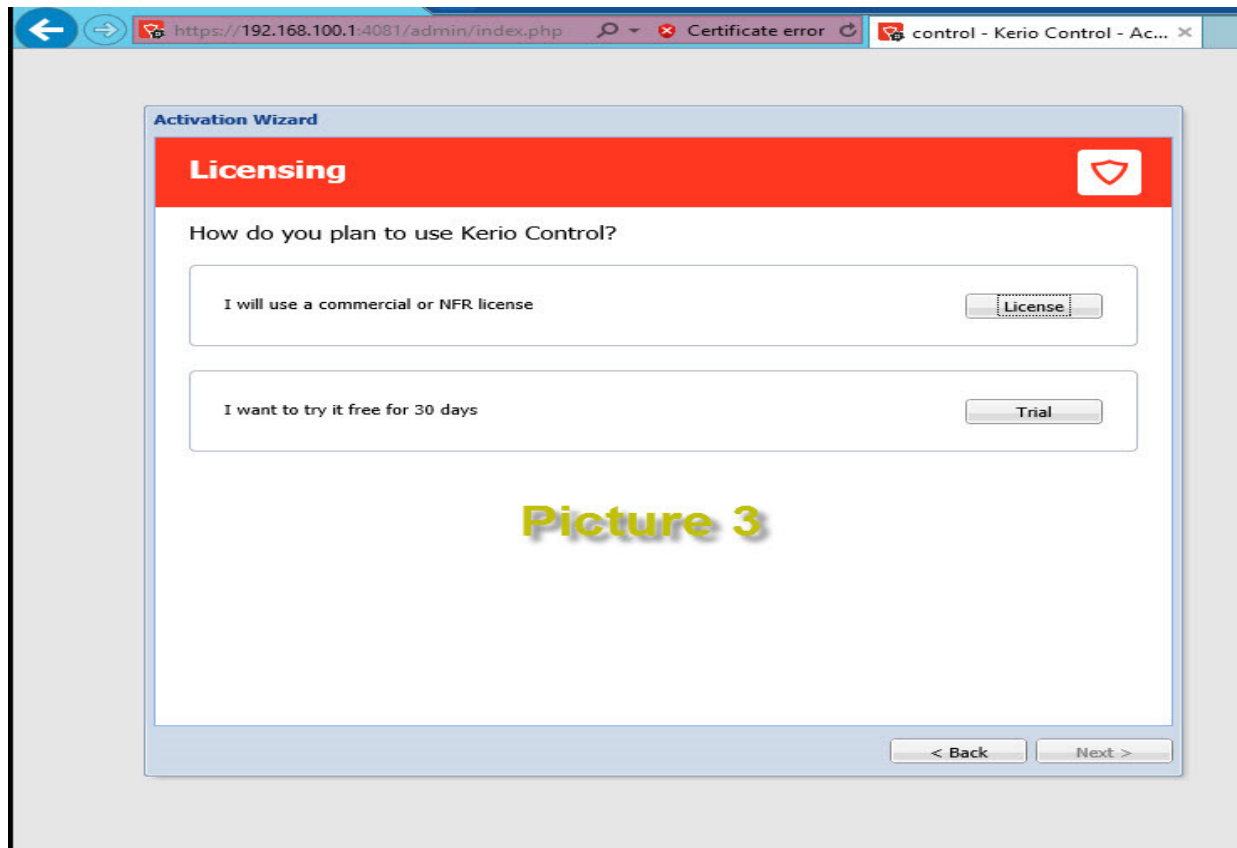 https://192.168.100.1:4081/admin/index.php
Certificate error
control - Kerio Control - Ac...
Activation Wizard
Licensing
How do you plan to use Kerio Control?
I will use a commercial or NFR license
License
I want to try it free for 30 days
Trial
Picture 3
< Back
Next >